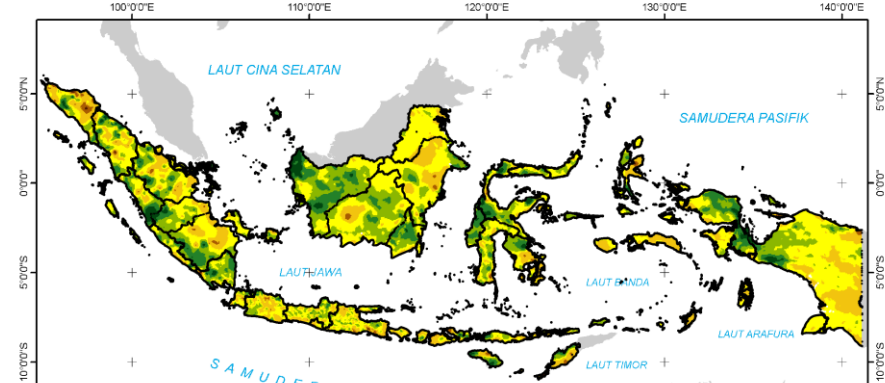 100°0'0"E 110°0'0"E 120°0'0"E 130°0'0"E 140°0'0"E
LAUT CINA SELATAN
5°0'0"N 5°0'0"N
SAMUDERA PASIFIK
0°0'0" 0°0'0"
LAUT JAWA
LAUT BANDA
5°0'0"S 5°0'0"S
LAUT ARAFURA
LAUT TIMOR
10°0'0"S 10°0'0"S